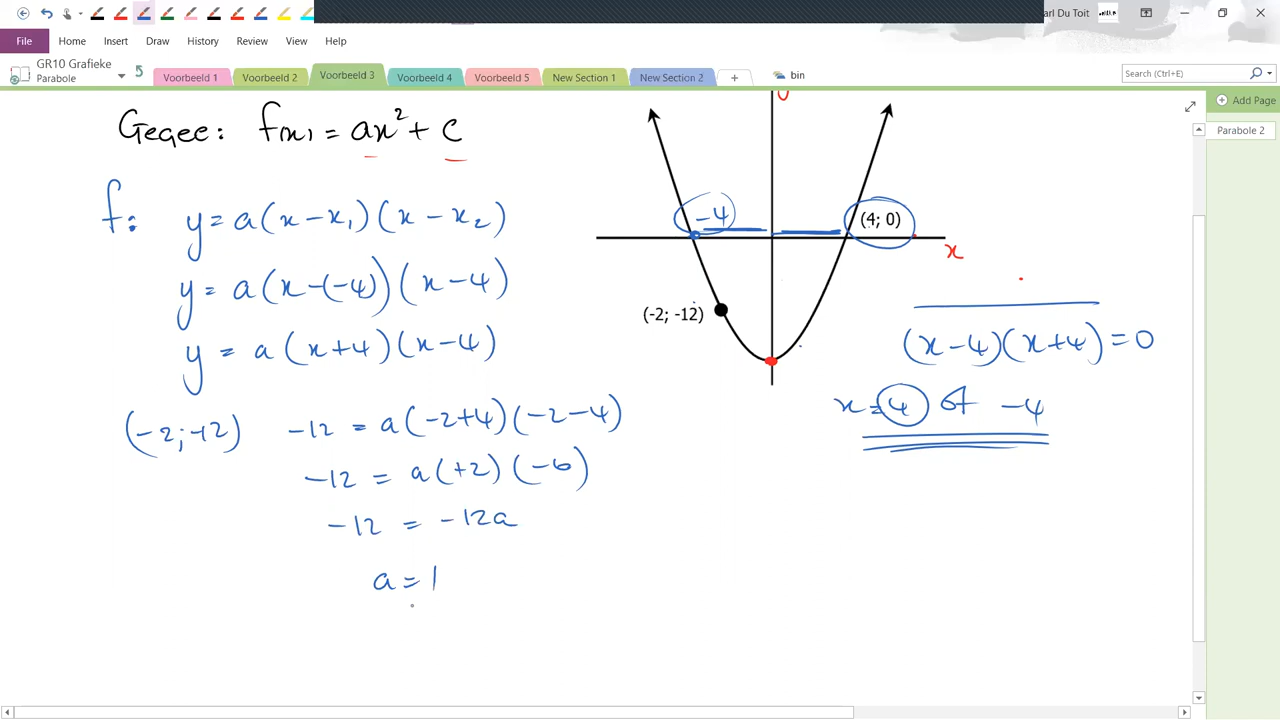 arl Du Toit
File Home Insert Draw History Review View Help
GR10 Grafieke
Parabole
Voorbeeld 1 Voorbeeld 2 Voorbeeld 3 Voorbeeld 4 Voorbeeld 5 New Section 1 New Section 2 + bin
Search (Ctrl+E)
Add Page
Parabole 2
Gegee: f(x) = ax² + c
f: y = a(x - x₁)(x - x₂)
y = a(x - (-4))(x - 4)
y = a(x+4)(x-4)
(-2; -12) -12 = a(-2+4)(-2-4)
-12 = a(+2)(-6)
-12 = -12a
a = 1
-4
(4; 0)
x
(-2; -12)
(x-4)(x+4) = 0
x = 4 of -4